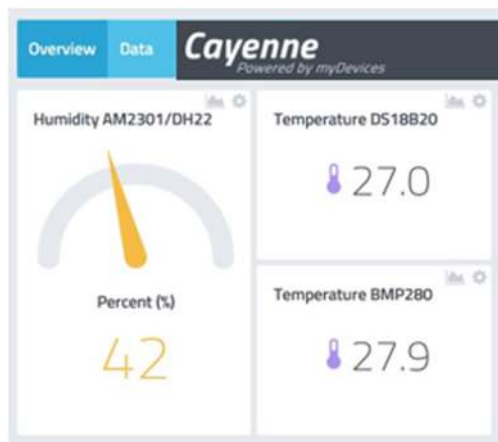 Overview Data Cayenne
Powered by myDevices
Humidity AM2301/DH22
Percent (%)
42
Temperature DS18B20
27.0
Temperature BMP280
27.9